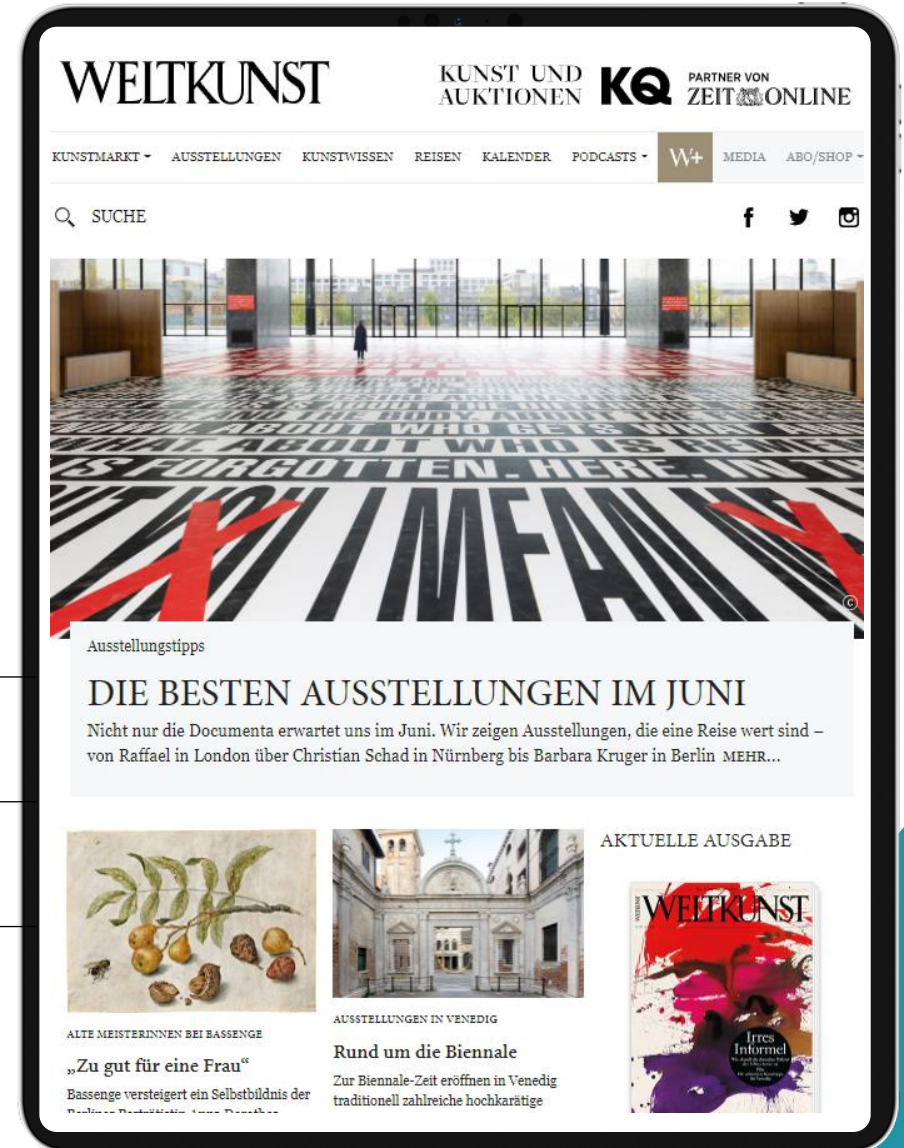 WELTKUNST
KUNST UND
AUKTIONEN
KQ
PARTNER VON
ZEIT ONLINE
KUNSTMARKT AUSSTELLUNGEN KUNSTWISSEN REISEN KALENDER PODCASTS W+ MEDIA ABO/SHOP
SUCHE
ABOUT WHO GETS WHAT
WHAT. ABOUT WHO IS
IS FORGOTTEN. HERE. IN
©
Ausstellungstipps
DIE BESTEN AUSSTELLUNGEN IM JUNI
Nicht nur die Documenta erwartet uns im Juni. Wir zeigen Ausstellungen, die eine Reise wert sind –
von Raffael in London über Christian Schad in Nürnberg bis Barbara Kruger in Berlin MEHR...
ALTE MEISTERINNEN BEI BASSENGE
„Zu gut für eine Frau“
Bassenge versteigert ein Selbstbildnis der
AUSSTELLUNGEN IN VENEDIG
Rund um die Biennale
Zur Biennale-Zeit eröffnen in Venedig
traditionell zahlreiche hochkarätige
AKTUELLE AUSGABE
WELTKUNST
WELTKUNST
Irres
Informel